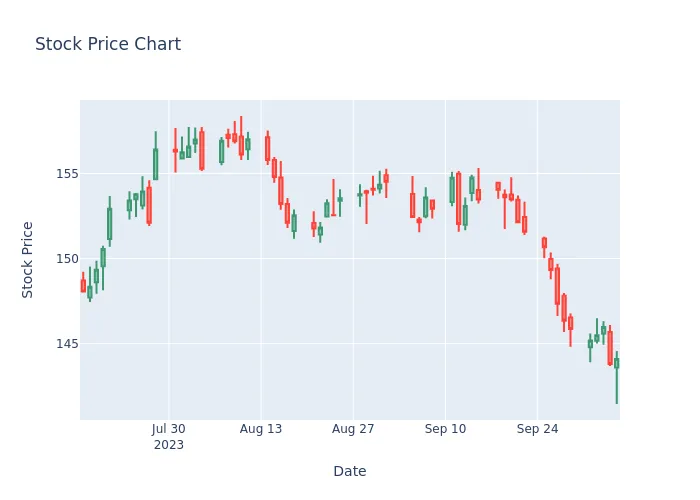 Stock Price Chart
Stock Price
155
150
145
Jul 30
2023
Aug 13
Aug 27
Sep 10
Sep 24
Date